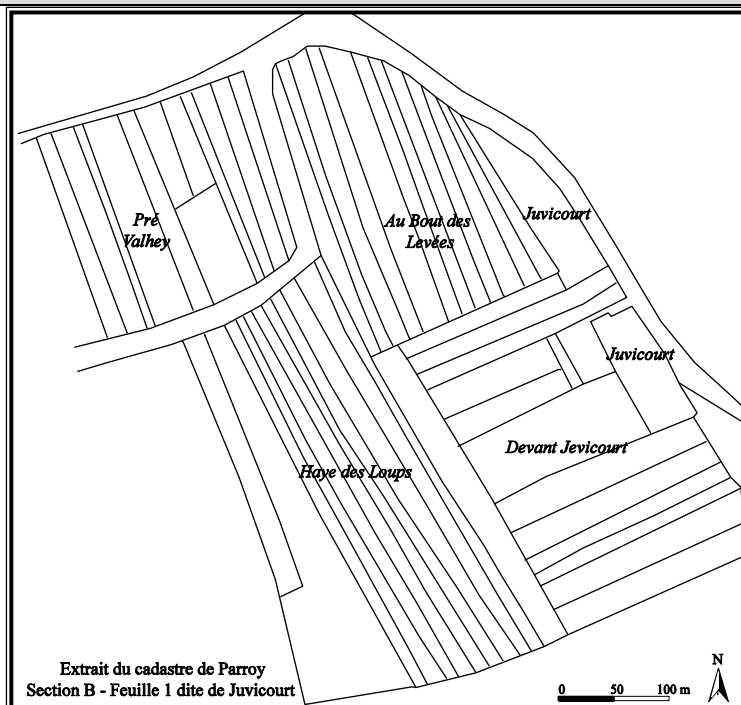 Pré
Valhey
Au Bout des
Levées
Juvicourt
Juvicourt
Devant Jevicourt
Haye des Loups
Extrait du cadastre de Parroy
Section B - Feuille 1 dite de Juvicourt
0 50 100 m
N